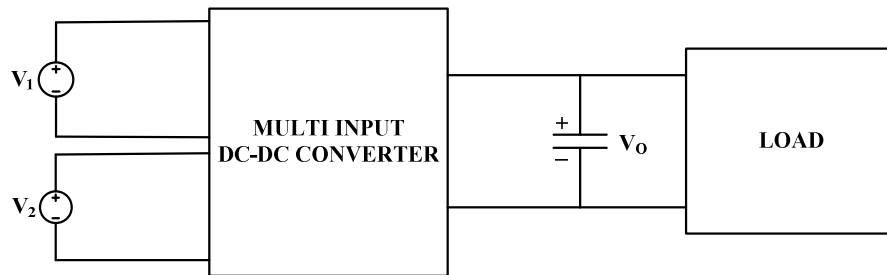 V1
+
−
V2
+
−
MULTI INPUT
DC-DC CONVERTER
+
−
VO
LOAD